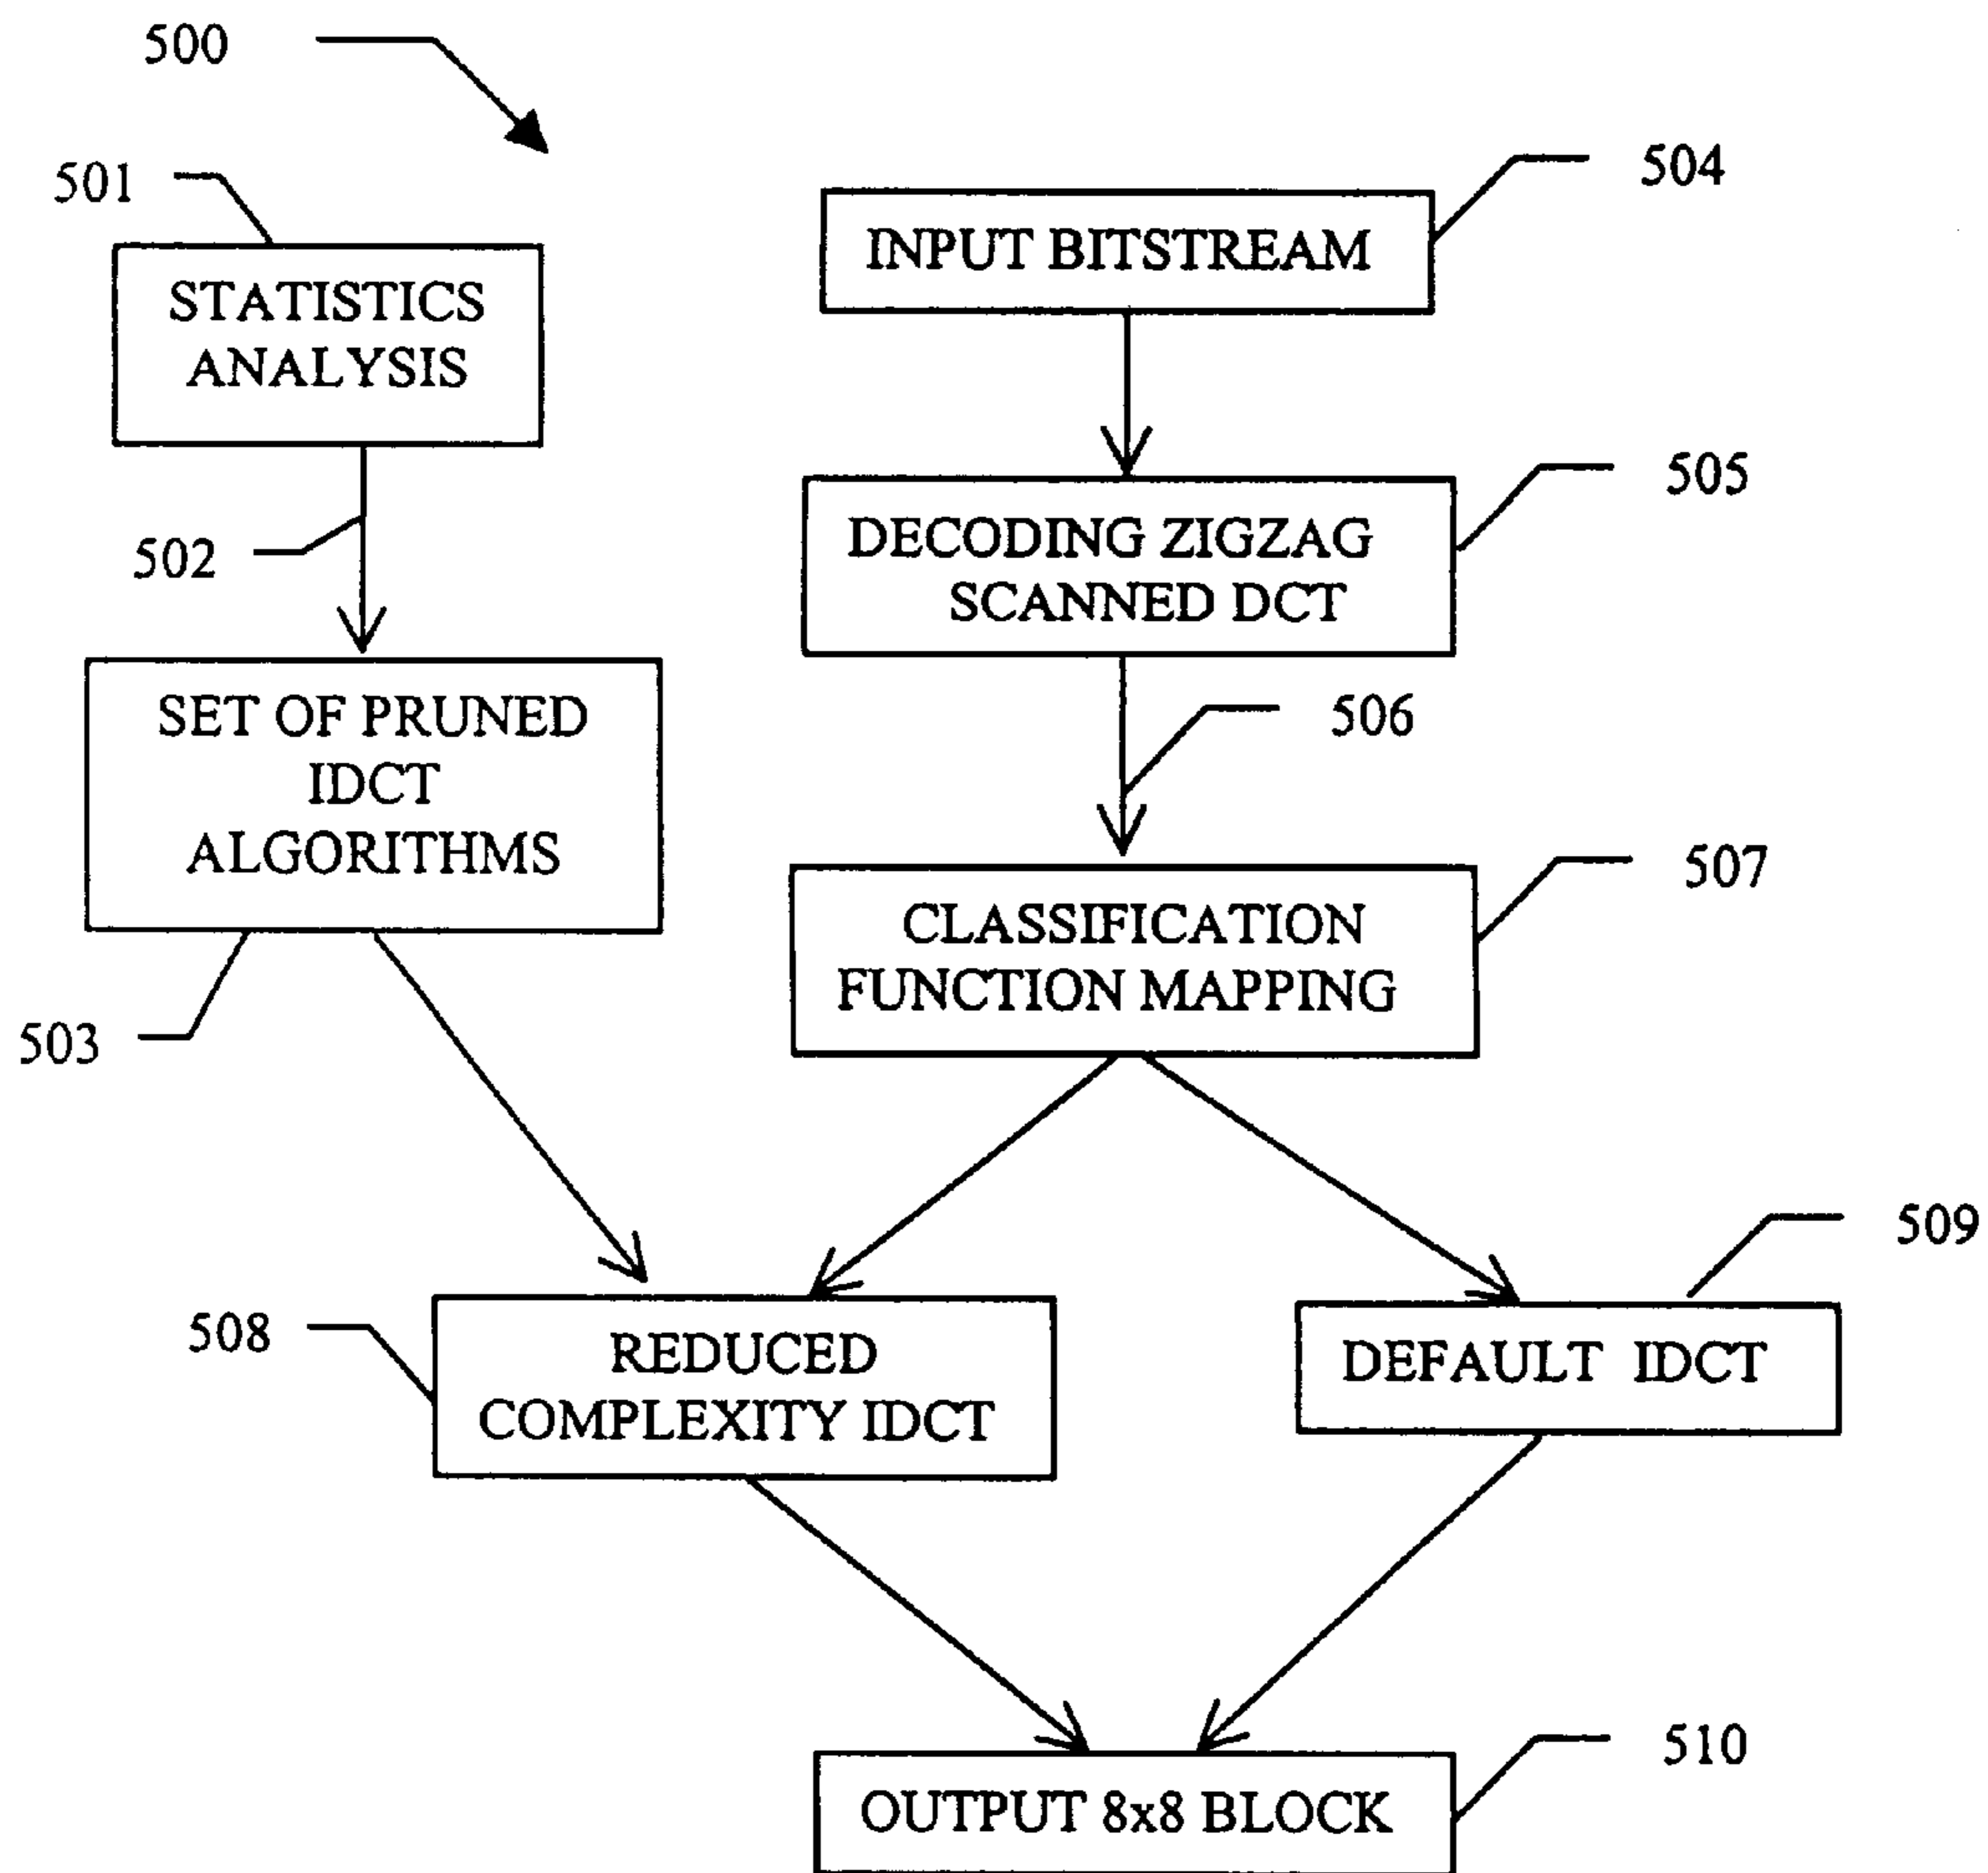 500
501
504
INPUT BITSTREAM
STATISTICS
ANALYSIS
505
502
DECODING ZIGZAG
SCANNED DCT
506
SET OF PRUNED
IDCT
ALGORITHMS
507
CLASSIFICATION
FUNCTION MAPPING
503
509
508
REDUCED
COMPLEXITY IDCT
DEFAULT IDCT
510
OUTPUT 8x8 BLOCK